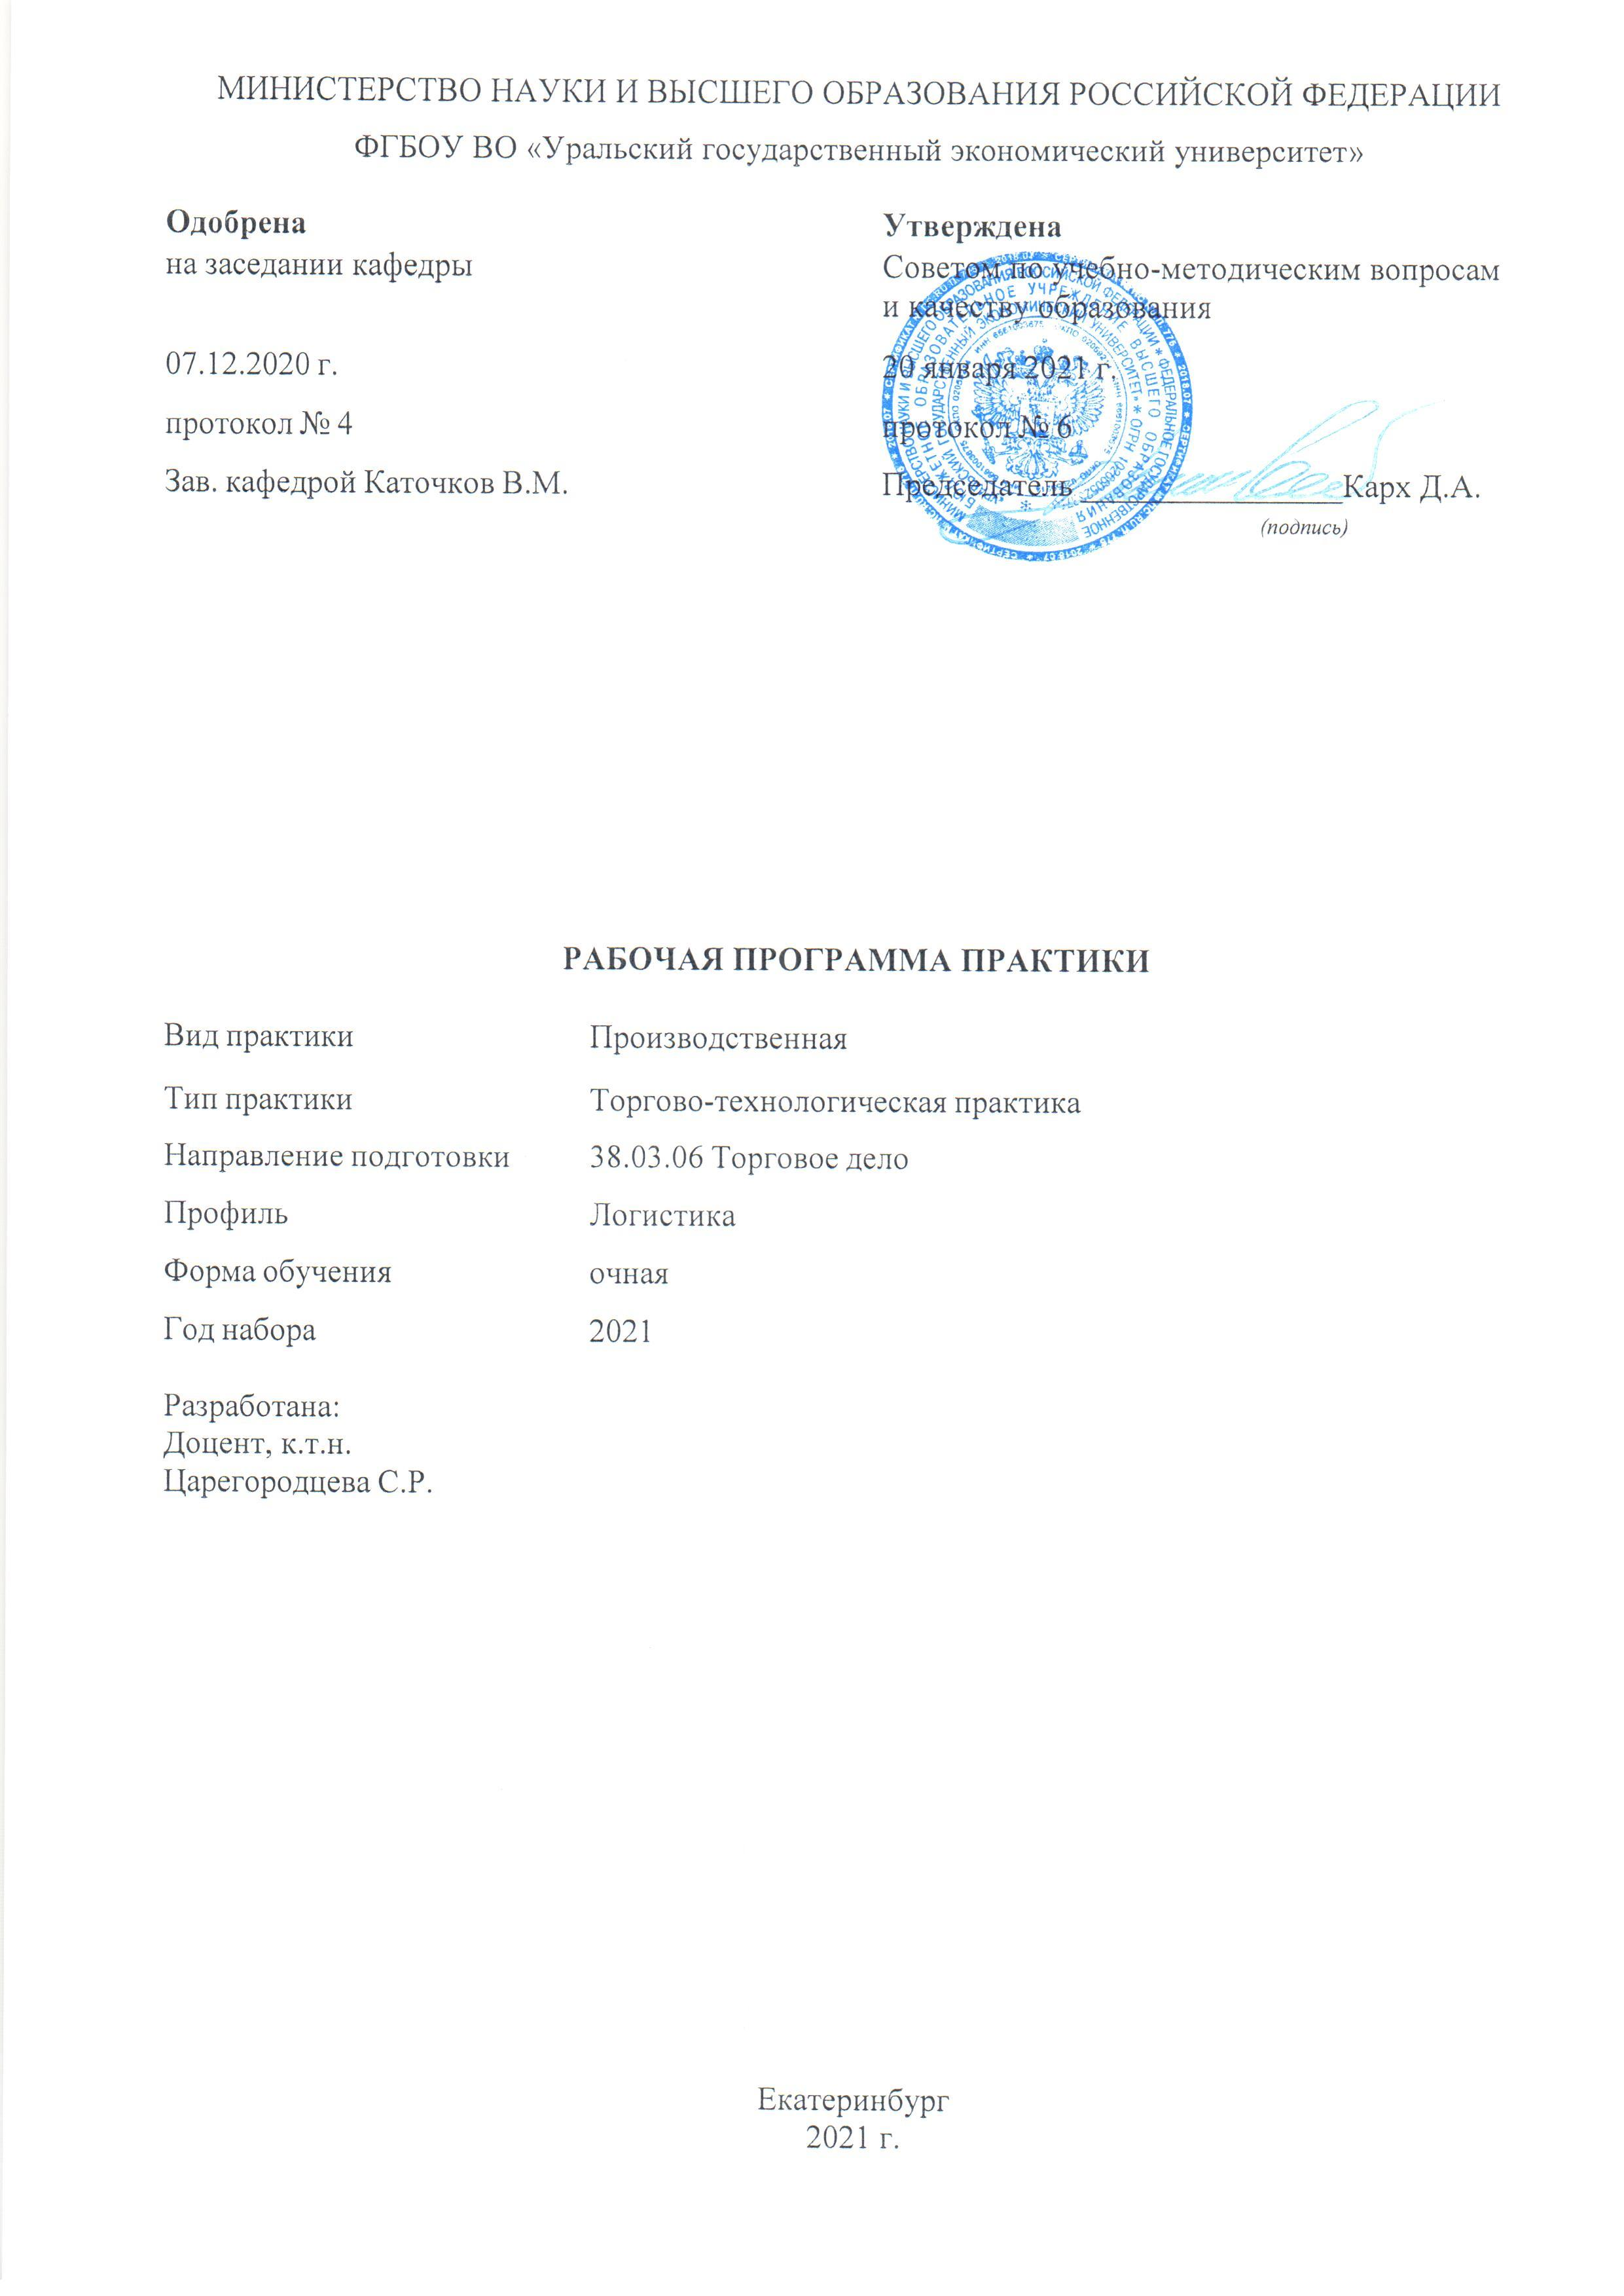 МИНИСТЕРСТВО НАУКИ И ВЫСШЕГО ОБРАЗОВАНИЯ РОССИЙСКОЙ ФЕДЕРАЦИИ
ФГБОУ ВО «Уральский государственный экономический университет»
Одобрена
на заседании кафедры
07.12.2020 г.
протокол № 4
Зав. кафедрой Каточков В.М.
Утверждена
Советом по учебно-методическим вопросам
и качеству образования
20 января 2021 г.
протокол № 6
Председатель Карх Д.А.
(подпись)
РАБОЧАЯ ПРОГРАММА ПРАКТИКИ
Вид практики Производственная
Тип практики Торгово-технологическая практика
Направление подготовки 38.03.06 Торговое дело
Профиль Логистика
Форма обучения очная
Год набора 2021
Разработана:
Доцент, к.т.н.
Царегородцева С.Р.
Екатеринбург
2021 г.